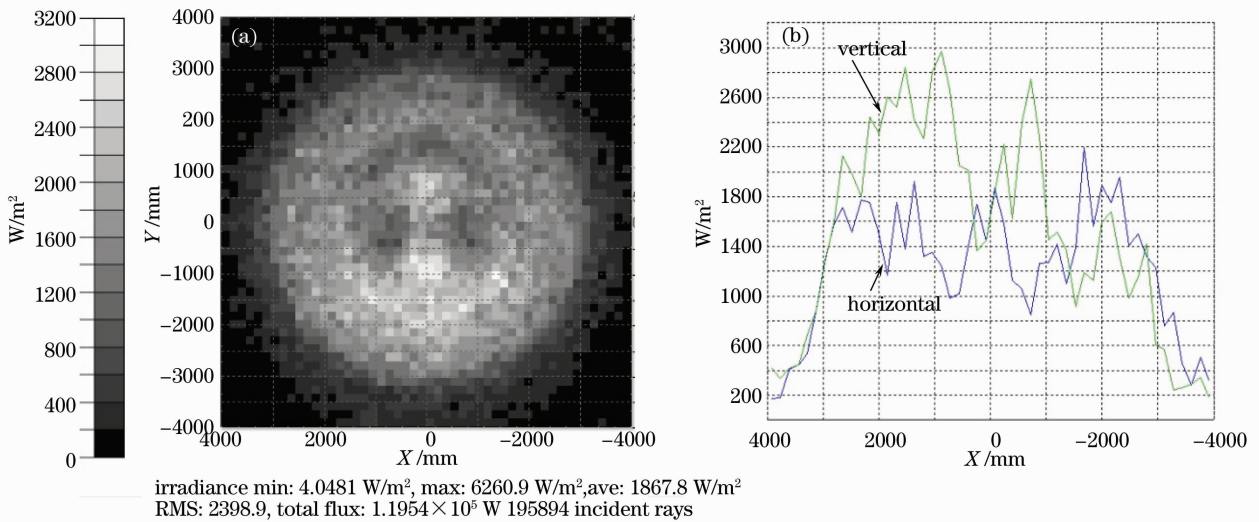 3200
2800
2400
2000
1600
1200
800
400
0
W/m²
(a)
4000
3000
200
1000
0
−1000
−2000
−3000
−4000
Y /mm
4000 2000 0 −2000 −4000
X /mm
(b)
vertical
horizontal
3000
2600
2200
1800
1400
1000
600
200
W/m²
4000 2000 0 −2000 −4000
X /mm
irradiance min: 4.0481 W/m², max: 6260.9 W/m²,ave: 1867.8 W/m²
RMS: 2398.9, total flux: 1.1954×10⁵ W 195894 incident rays